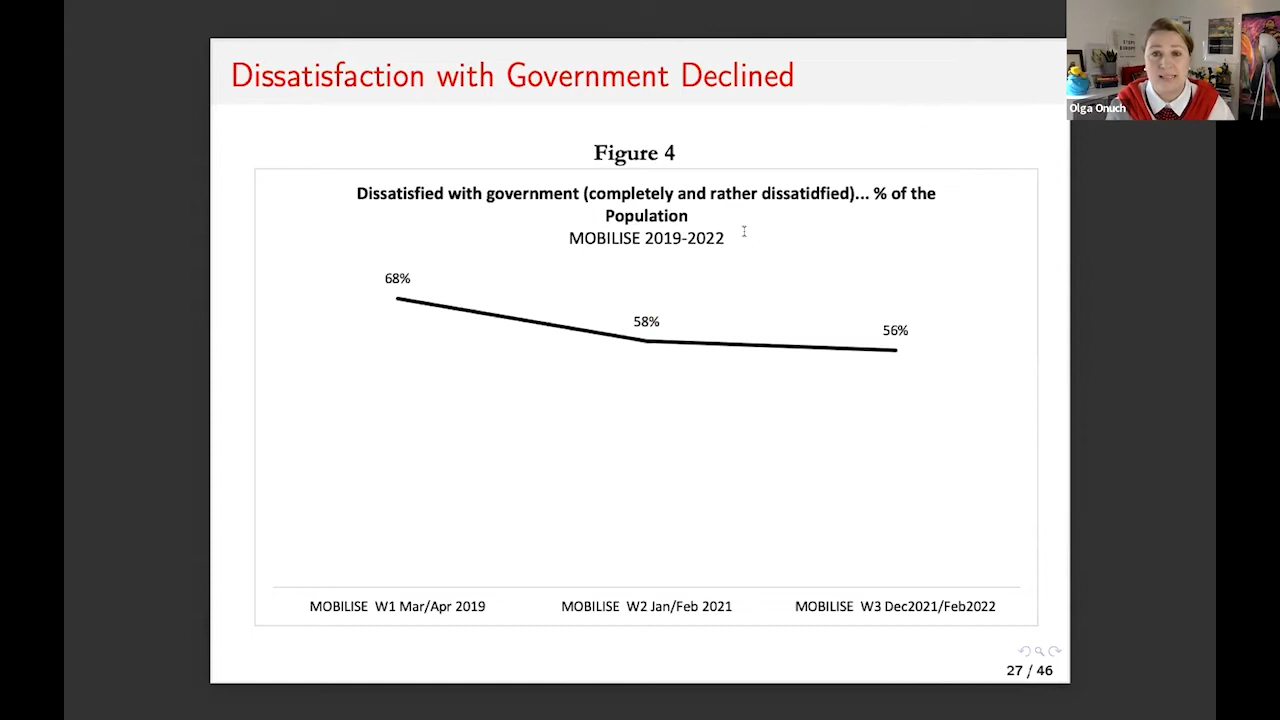 Dissatisfaction with Government Declined
Olga Onuch
Figure 4
Dissatisfied with government (completely and rather dissatidfied)... % of the
Population
MOBILISE 2019-2022
68%
58%
56%
MOBILISE W1 Mar/Apr 2019
MOBILISE W2 Jan/Feb 2021
MOBILISE W3 Dec2021/Feb2022
27 / 46